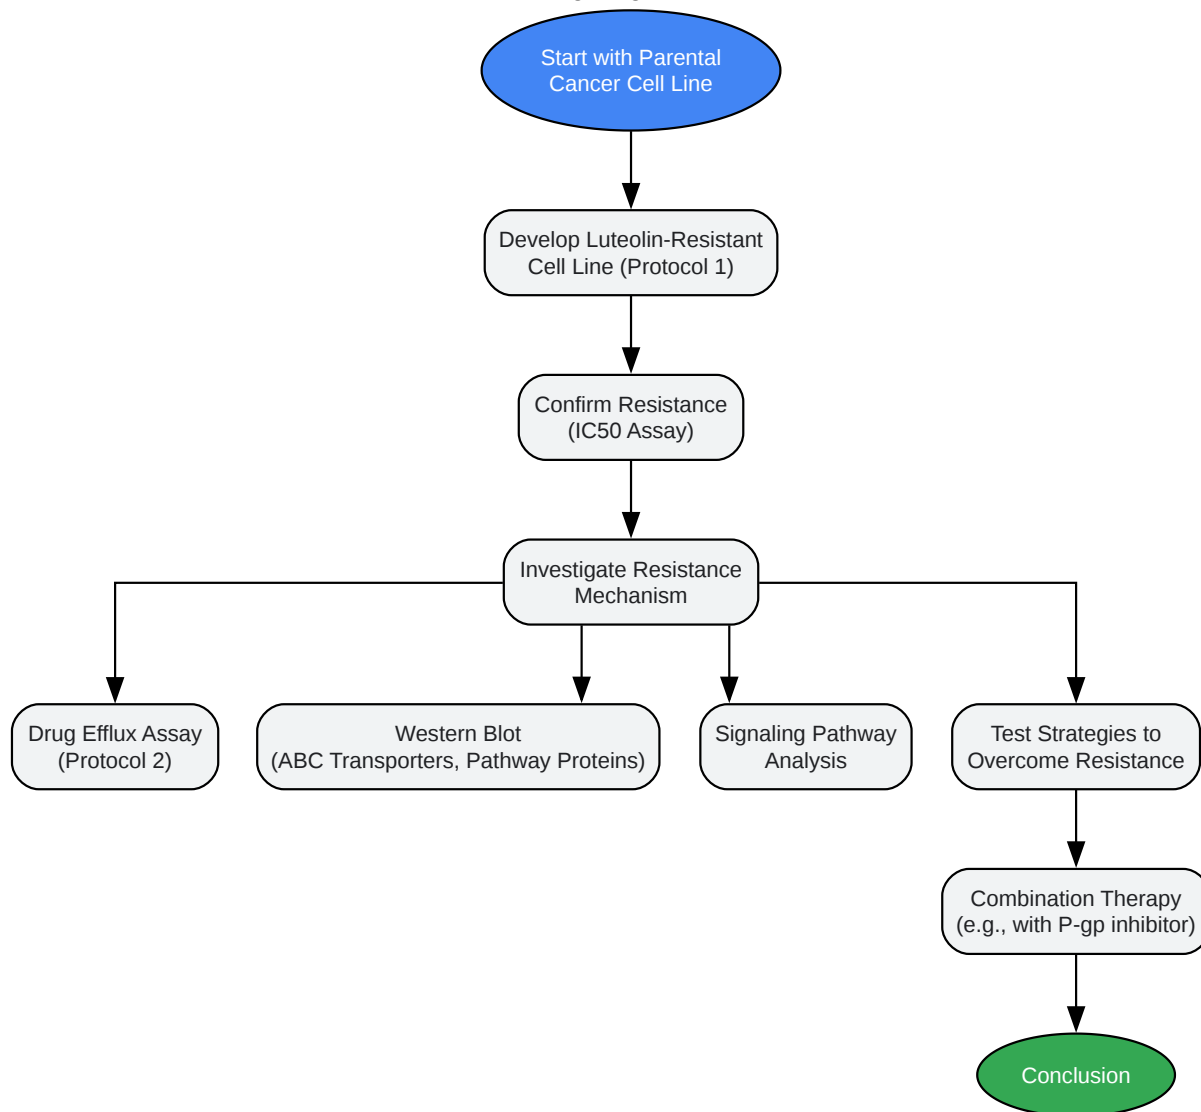 Start with Parental
Cancer Cell Line
Develop Luteolin-Resistant
Cell Line (Protocol 1)
Confirm Resistance
(IC50 Assay)
Investigate Resistance
Mechanism
Drug Efflux Assay
(Protocol 2)
Western Blot
(ABC Transporters, Pathway Proteins)
Signaling Pathway
Analysis
Test Strategies to
Overcome Resistance
Combination Therapy
(e.g., with P-gp inhibitor)
Conclusion